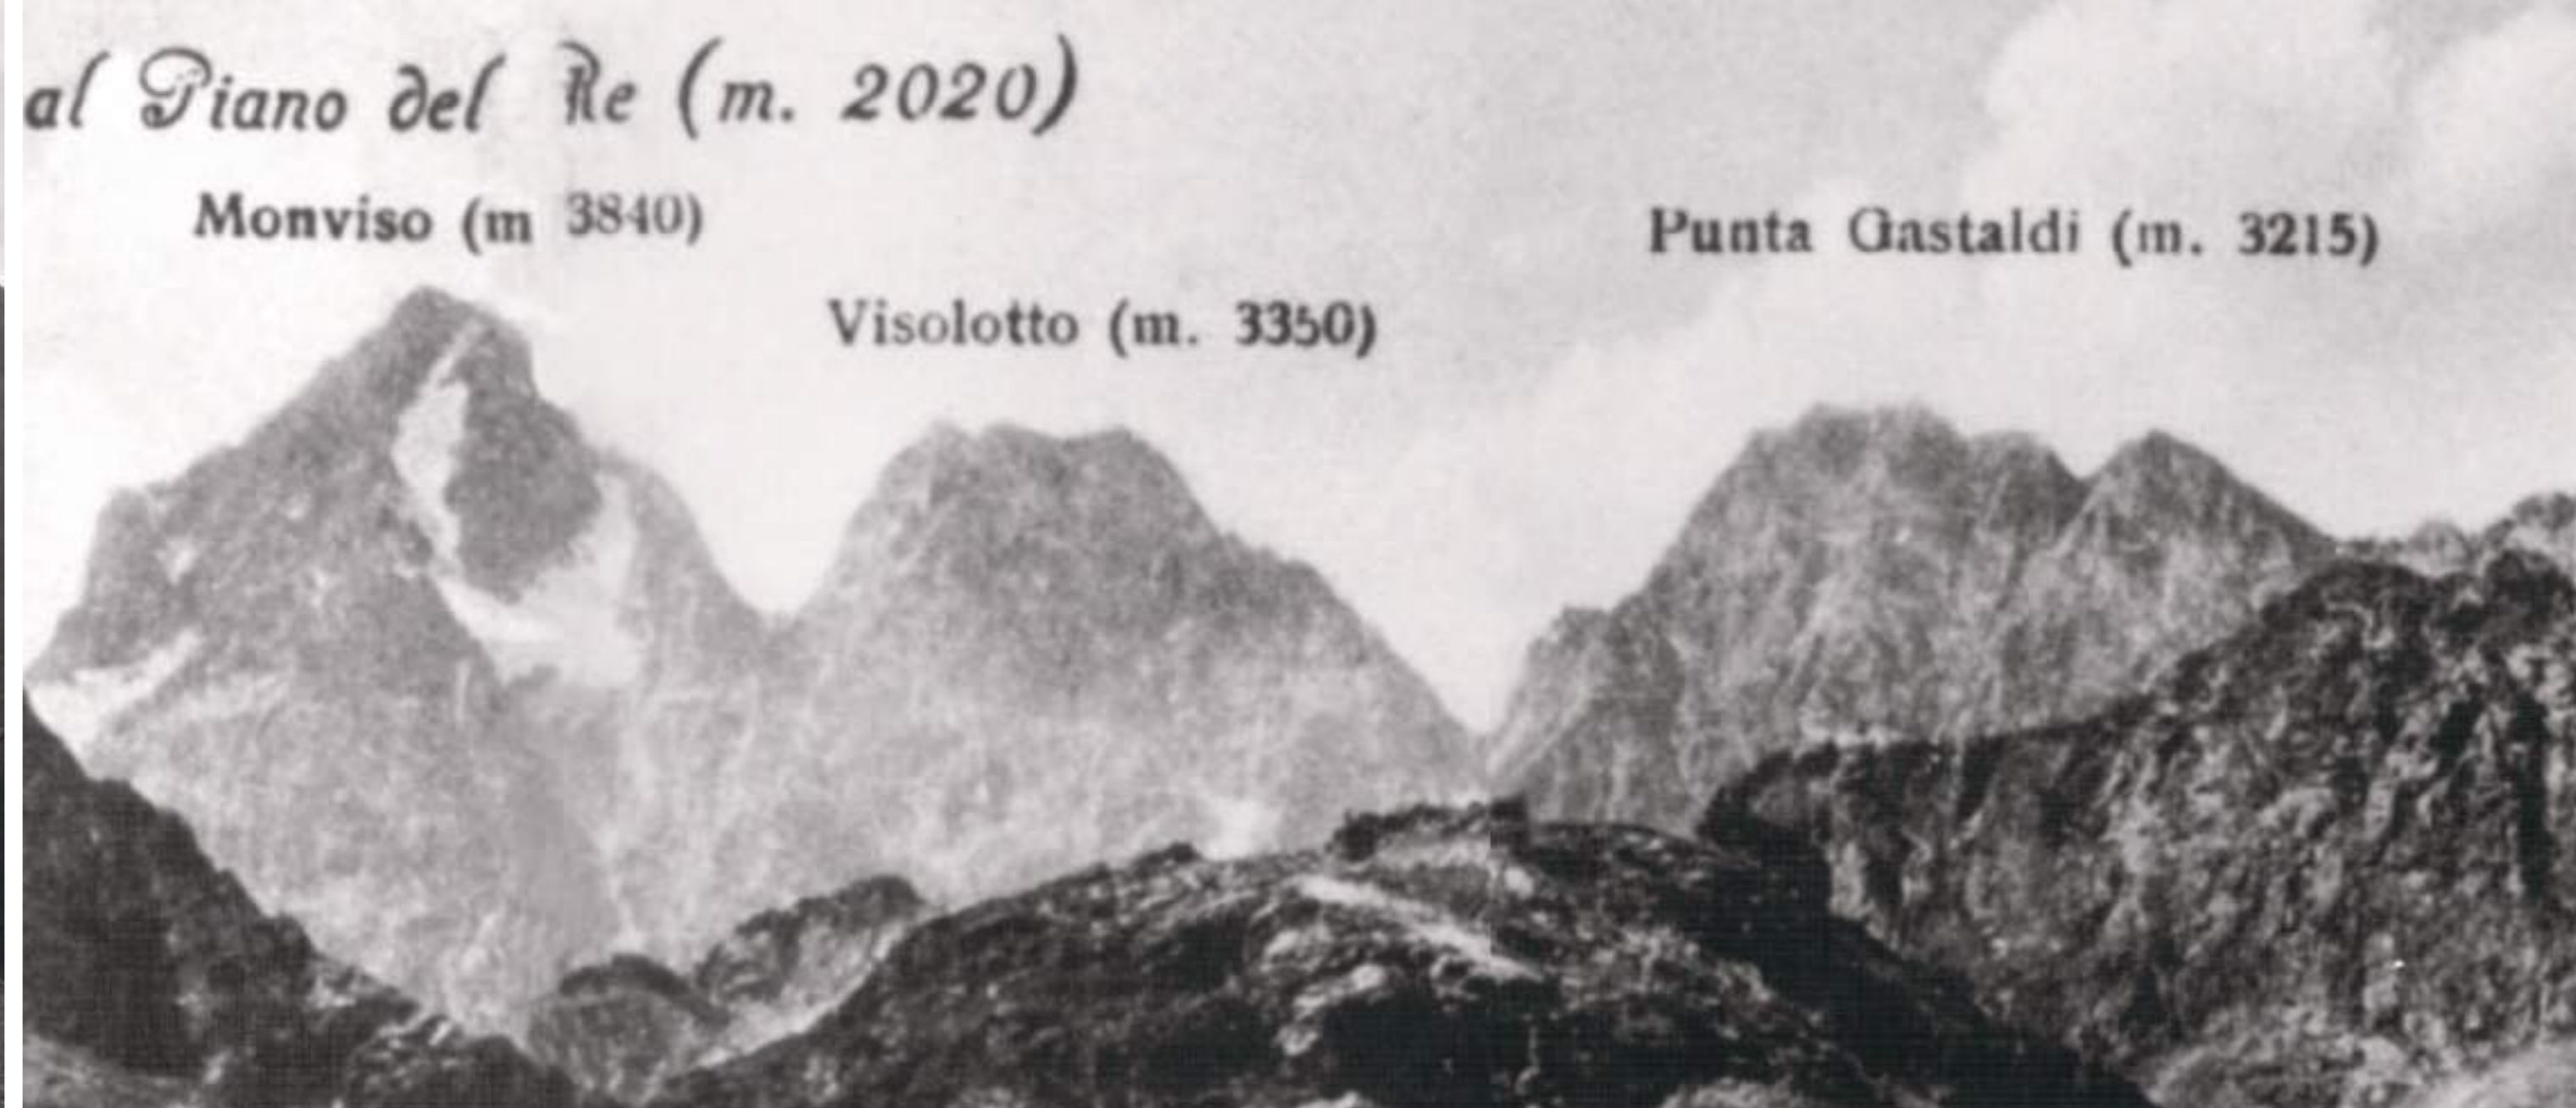 al Piano del Re (m. 2020)
Monviso (m 3840)
Punta Gastaldi (m. 3215)
Visolotto (m. 3350)